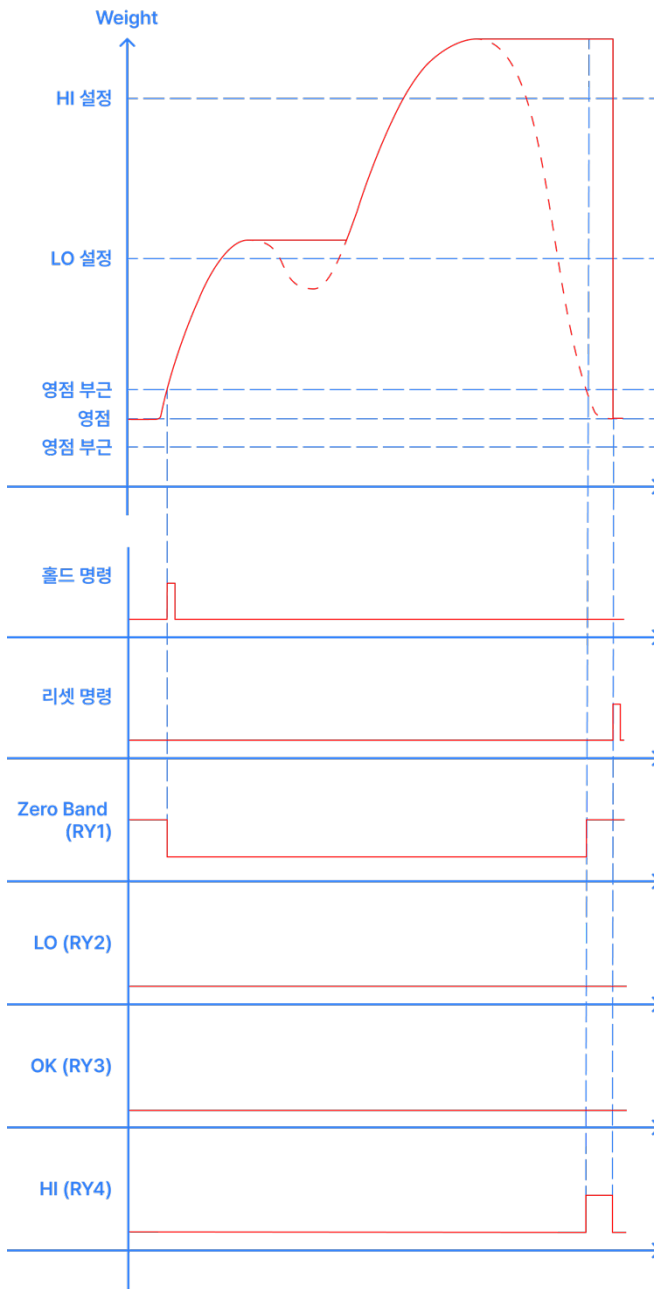 Weight
HI 설정
LO 설정
영점 부근
영점
영점 부근
홀드 명령
리셋 명령
Zero Band
(RY1)
LO (RY2)
OK (RY3)
HI (RY4)